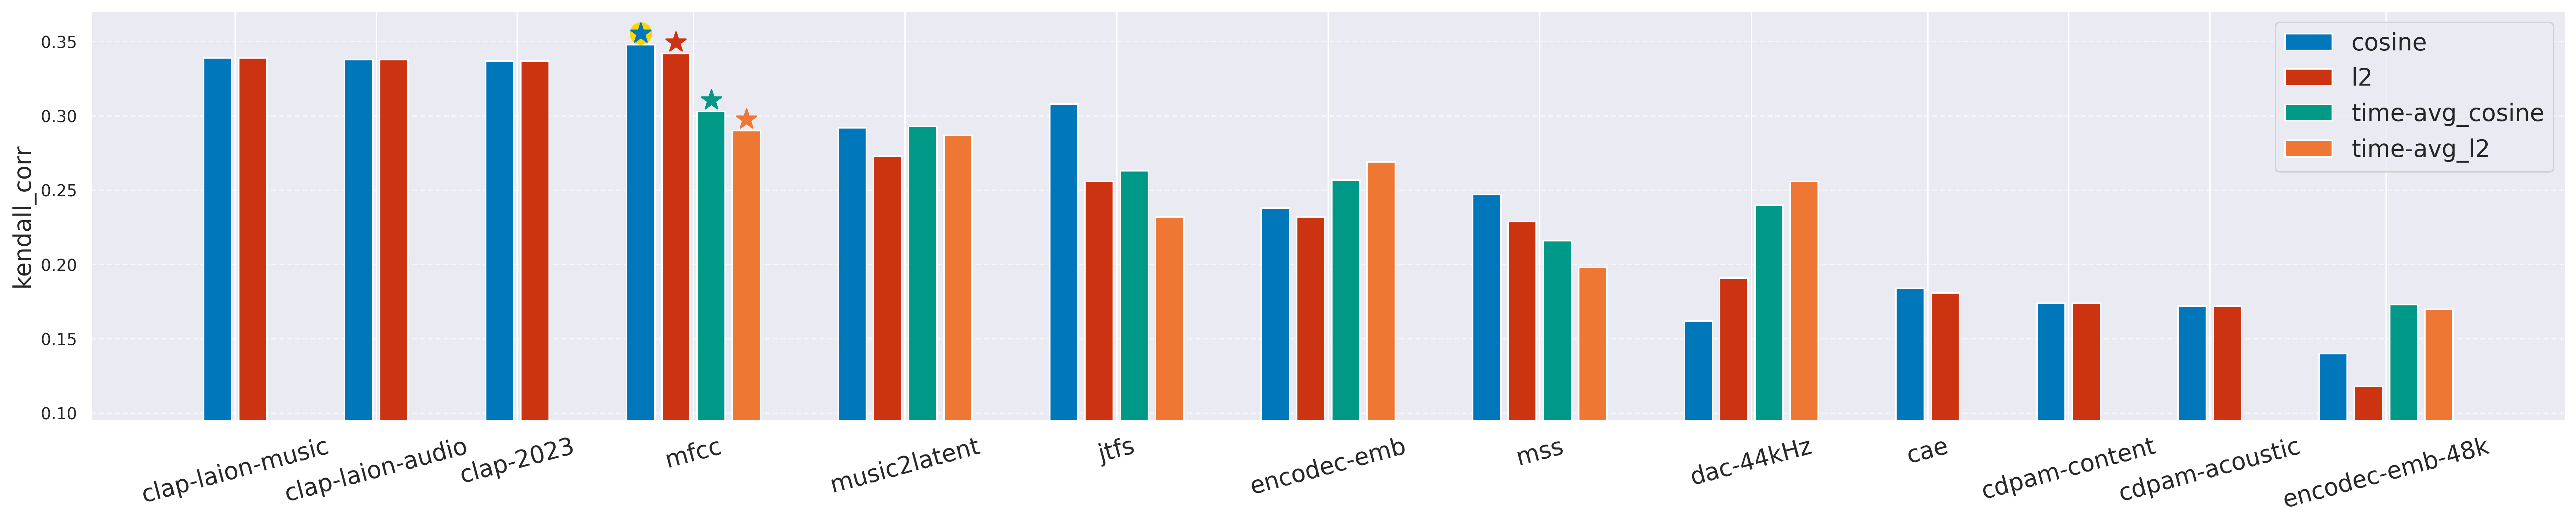 kendall_corr
0.35
0.30
0.25
0.20
0.15
0.10
cosine
l2
time-avg_cosine
time-avg_l2
clap-laion-music
clap-laion-audio
clap-2023
mfcc
music2latent
jtfs
encodec-emb
mss
dac-44kHz
cae
cdpam-content
cdpam-acoustic
encodec-emb-48k